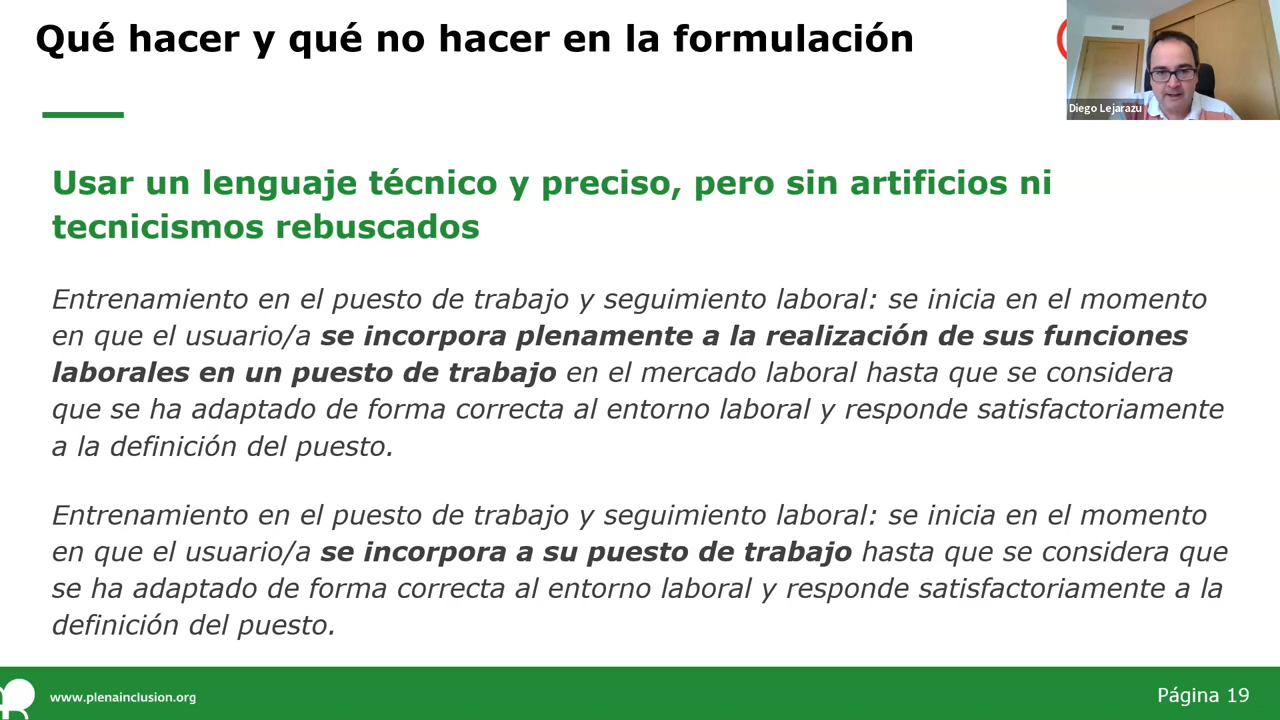 Qué hacer y qué no hacer en la formulación
Diego Lejarazu
Usar un lenguaje técnico y preciso, pero sin artificios ni
tecnicismos rebuscados
Entrenamiento en el puesto de trabajo y seguimiento laboral: se inicia en el momento
en que el usuario/a se incorpora plenamente a la realización de sus funciones
laborales en un puesto de trabajo en el mercado laboral hasta que se considera
que se ha adaptado de forma correcta al entorno laboral y responde satisfactoriamente
a la definición del puesto.
Entrenamiento en el puesto de trabajo y seguimiento laboral: se inicia en el momento
en que el usuario/a se incorpora a su puesto de trabajo hasta que se considera que
se ha adaptado de forma correcta al entorno laboral y responde satisfactoriamente a la
definición del puesto.
www.plenainclusion.org
Página 19